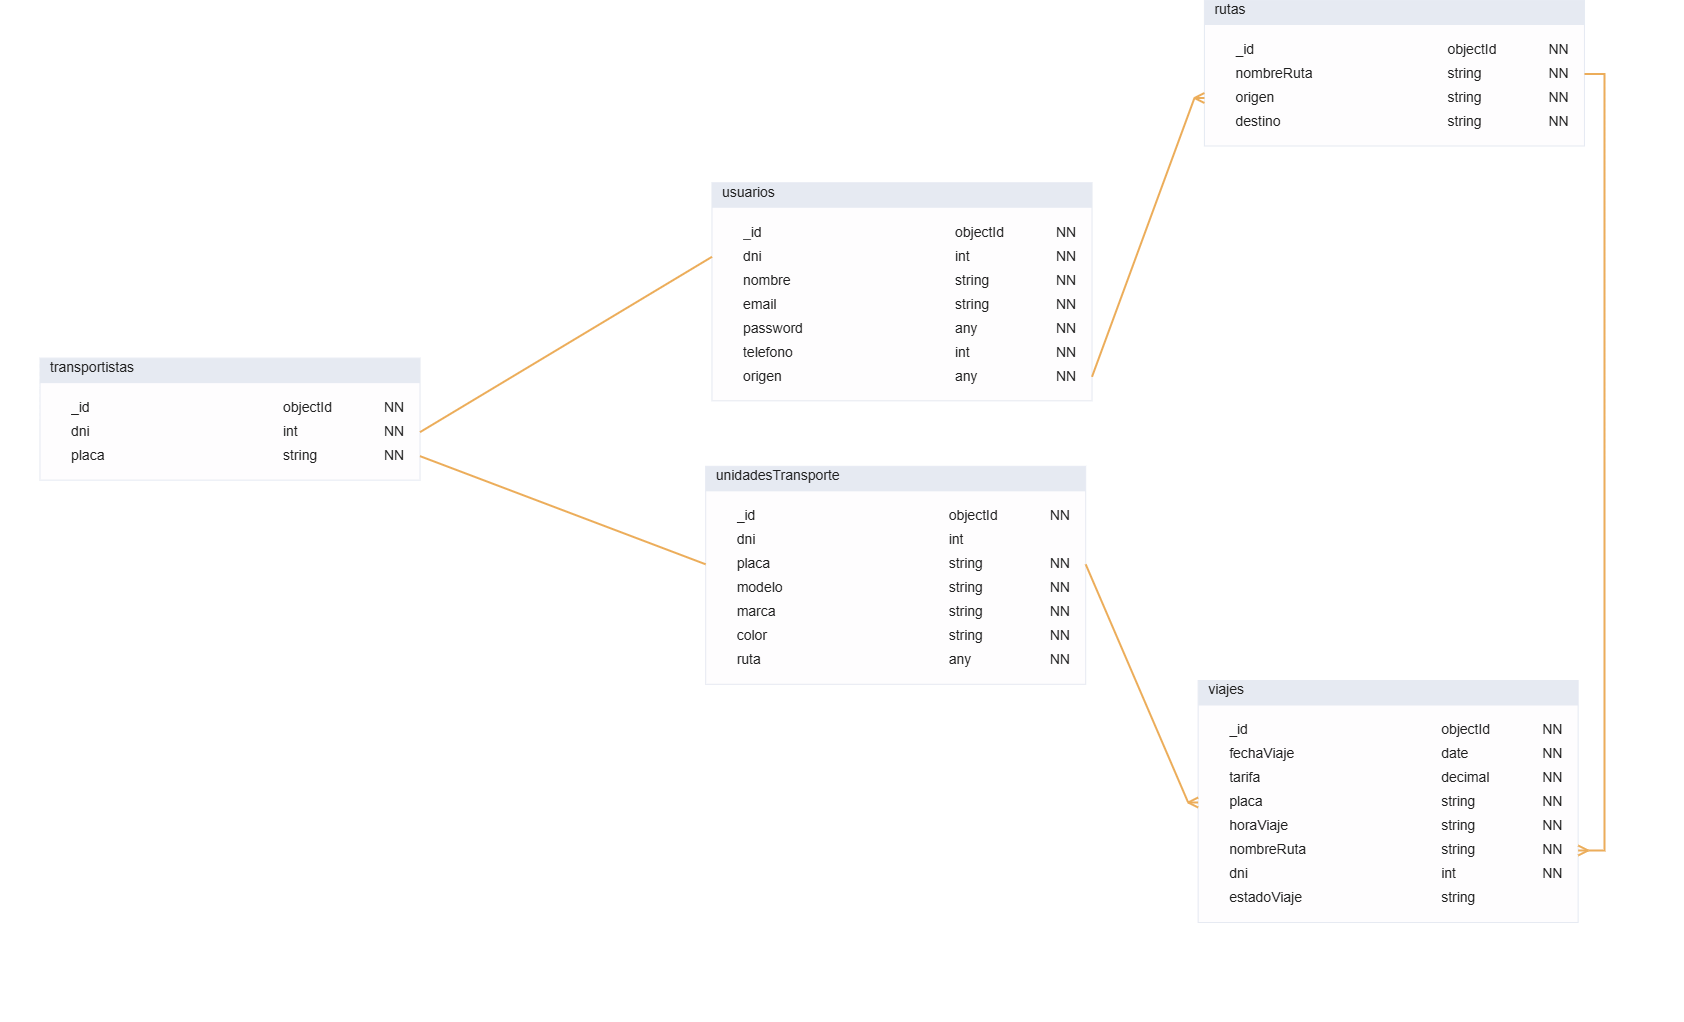 rutas
_id objectId NN
nombreRuta string NN
origen string NN
destino string NN
usuarios
_id objectId NN
dni int NN
nombre string NN
email string NN
password any NN
telefono int NN
origen any NN
transportistas
_id objectId NN
dni int NN
placa string NN
unidadesTransporte
_id objectId NN
dni int
placa string NN
modelo string NN
marca string NN
color string NN
ruta any NN
viajes
_id objectId NN
fechaViaje date NN
tarifa decimal NN
placa string NN
horaViaje string NN
nombreRuta string NN
dni int NN
estadoViaje string